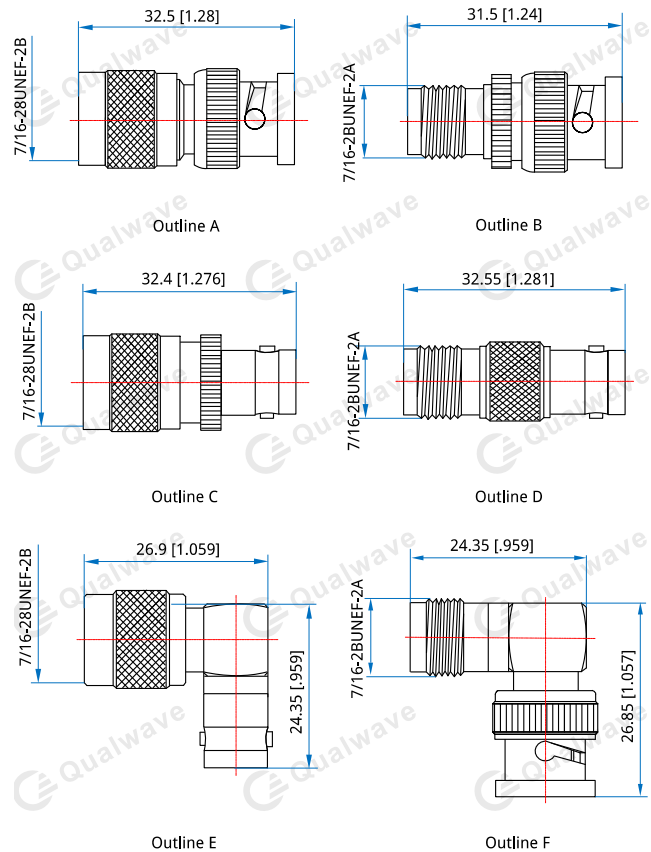 32.5 [1.28]
7/16-28UNEF-2B
Outline A
31.5 [1.24]
7/16-2BUNEF-2A
Outline B
32.4 [1.276]
7/16-28UNEF-2B
Outline C
32.55 [1.281]
7/16-2BUNEF-2A
Outline D
26.9 [1.059]
7/16-28UNEF-2B
24.35 [.959]
Outline E
24.35 [.959]
7/16-2BUNEF-2A
26.85 [1.057]
Outline F
Qualwave
Qualwave
Qualwave
Qualwave
Qualwave
Qualwave
Qualwave
Qualwave
Qualwave
Qualwave